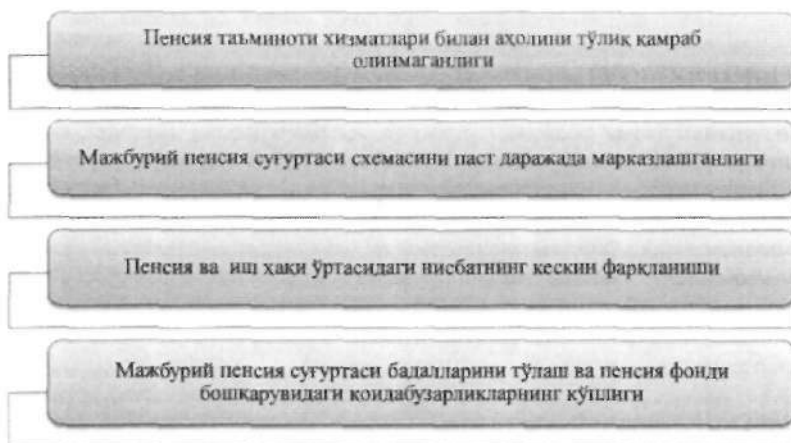 Пенсия таъминоти хизматлари билан аҳолини тўлиқ қамраб
олинмаганлиги
Мажбурий пенсия суғуртаси схемасини паст даражада марказлашганлиги
Пенсия ва иш ҳақи ўртасидаги нисбатнинг кескин фарқланиши
Мажбурий пенсия суғуртаси бадалларини тўлаш ва пенсия фонди
бошқарувидаги қоидабузарликларнинг кўплиги